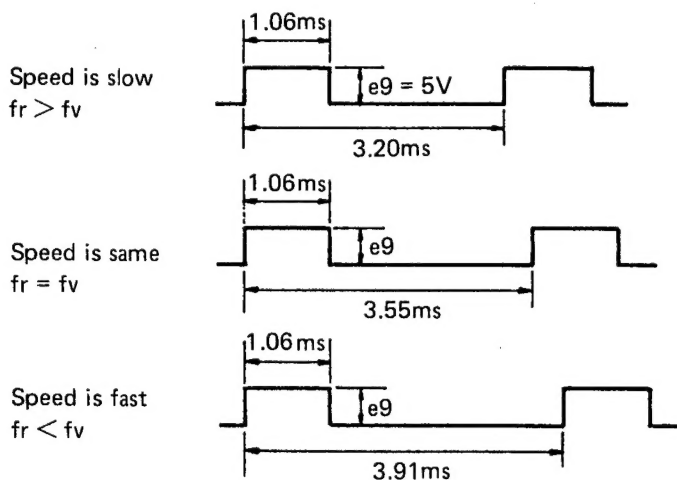 1.06ms
Speed is slow
fr > fv
e9 = 5V
3.20ms
1.06ms
Speed is same
fr = fv
e9
3.55ms
1.06ms
Speed is fast
fr < fv
e9
3.91ms